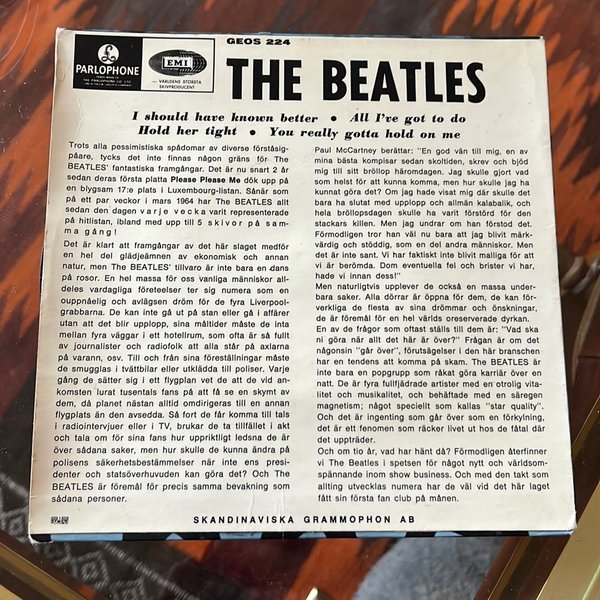 GEOS 224
PARLOPHONE
EMI
— VÄRLDENS STÖRSTA
SKIVPRODUCENT
THE BEATLES
I should have known better • All I've got to do
Hold her tight • You really gotta hold on me
Trots alla pessimistiska spådomar av diverse förståsig-
påare, tycks det inte finnas någon gräns för The
BEATLES' fantastiska framgångar. Det är nu snart 2 år
sedan deras första platta Please Please Me dök upp på
en blygsam 17:e plats i Luxembourg-listan. Sånär som
på ett par veckor i mars 1964 har The BEATLES allt
sedan den dagen varje vecka varit representerade
på hitlistan, ibland med upp till 5 skivor på sam-
ma gång!
Det är klart att framgångar av det här slaget medför
en hel del glädjeämnen av ekonomisk och annan
natur, men The BEATLES' tillvaro är inte bara en dans
på rosor. En hel massa för oss vanliga människor all-
deles vardagliga företeelser ter sig numera som en
ouppnåelig och avlägsen dröm för de fyra Liverpool-
grabbarna. De kan inte gå ut på stan eller gå i affärer
utan att det blir upplopp, sina måltider måste de inta
mellan fyra väggar i ett hotellrum, som ofta är så fullt
av journalister och radiofolk att alla står på axlarna
på varann, osv. Till och från sina föreställningar måste
de smugglas i tvättbilar eller utklädda till poliser. Varje
gång de sätter sig i ett flygplan vet de att de vid an-
komsten lurat tusentals fans på att få se en skymt av
dem, då planet nästan alltid omdirigeras till en annan
flygplats än den avsedda. Så fort de får komma till tals
i radiointervjuer eller i TV, brukar de ta tillfället i akt
och tala om för sina fans hur uppriktigt ledsna de är
över sådana saker, men hur skulle de kunna ändra på
polisens säkerhetsbestämmelser när inte ens presi-
denter och statsöverhuvuden kan göra det? Och The
BEATLES är föremål för precis samma bevakning som
sådana personer.
Paul McCartney berättar: "En god vän till mig, en av
mina bästa kompisar sedan skoltiden, skrev och bjöd
mig till sitt bröllop häromdagen. Jag skulle gjort vad
som helst för att kunna komma, men hur skulle jag ha
kunnat göra det? Om jag hade visat mig där skulle det
bara ha slutat med upplopp och allmän kalabalik, och
hela bröllopsdagen skulle ha varit förstörd för den
stackars killen. Men jag undrar om han förstod det.
Förmodligen tror han väl nu bara att jag blivit märk-
värdig och stöddig, som en del andra människor. Men
det är inte sant. Vi har faktiskt inte blivit malliga för att
vi är berömda. Dom eventuella fel och brister vi har,
hade vi innan dess!"
Men naturligtvis upplever de också en massa under-
bara saker. Alla dörrar är öppna för dem, de kan för-
verkliga de flesta av sina drömmar och önskningar,
de är föremål för en hel världs oreserverade dyrkan.
En av de frågor som oftast ställs till dem är: "Vad ska
ni göra när allt det här är över?" Frågan är om det
någonsin "går över", förutsägelser i den här branschen
har en tendens att komma på skam. The BEATLES är
inte bara en popgrupp som råkat göra karriär över en
natt. De är fyra fullfjädrade artister med en otrolig vita-
litet och musikalitet, och behäftade med en säregen
magnetism; något speciellt som kallas "star quality".
Och det är ingenting som går över som en förkylning,
det är ett fenomen som räcker livet ut hos de fåtal där
det uppträder.
Och om tio år, vad har hänt då? Förmodligen återfinner
vi The Beatles i spetsen för något nytt och världsom-
spännande inom show business. Och med den takt som
allting utvecklas numera har de väl vid det här laget
fått sin första fan club på månen.
SKANDINAVISKA GRAMMOPHON AB